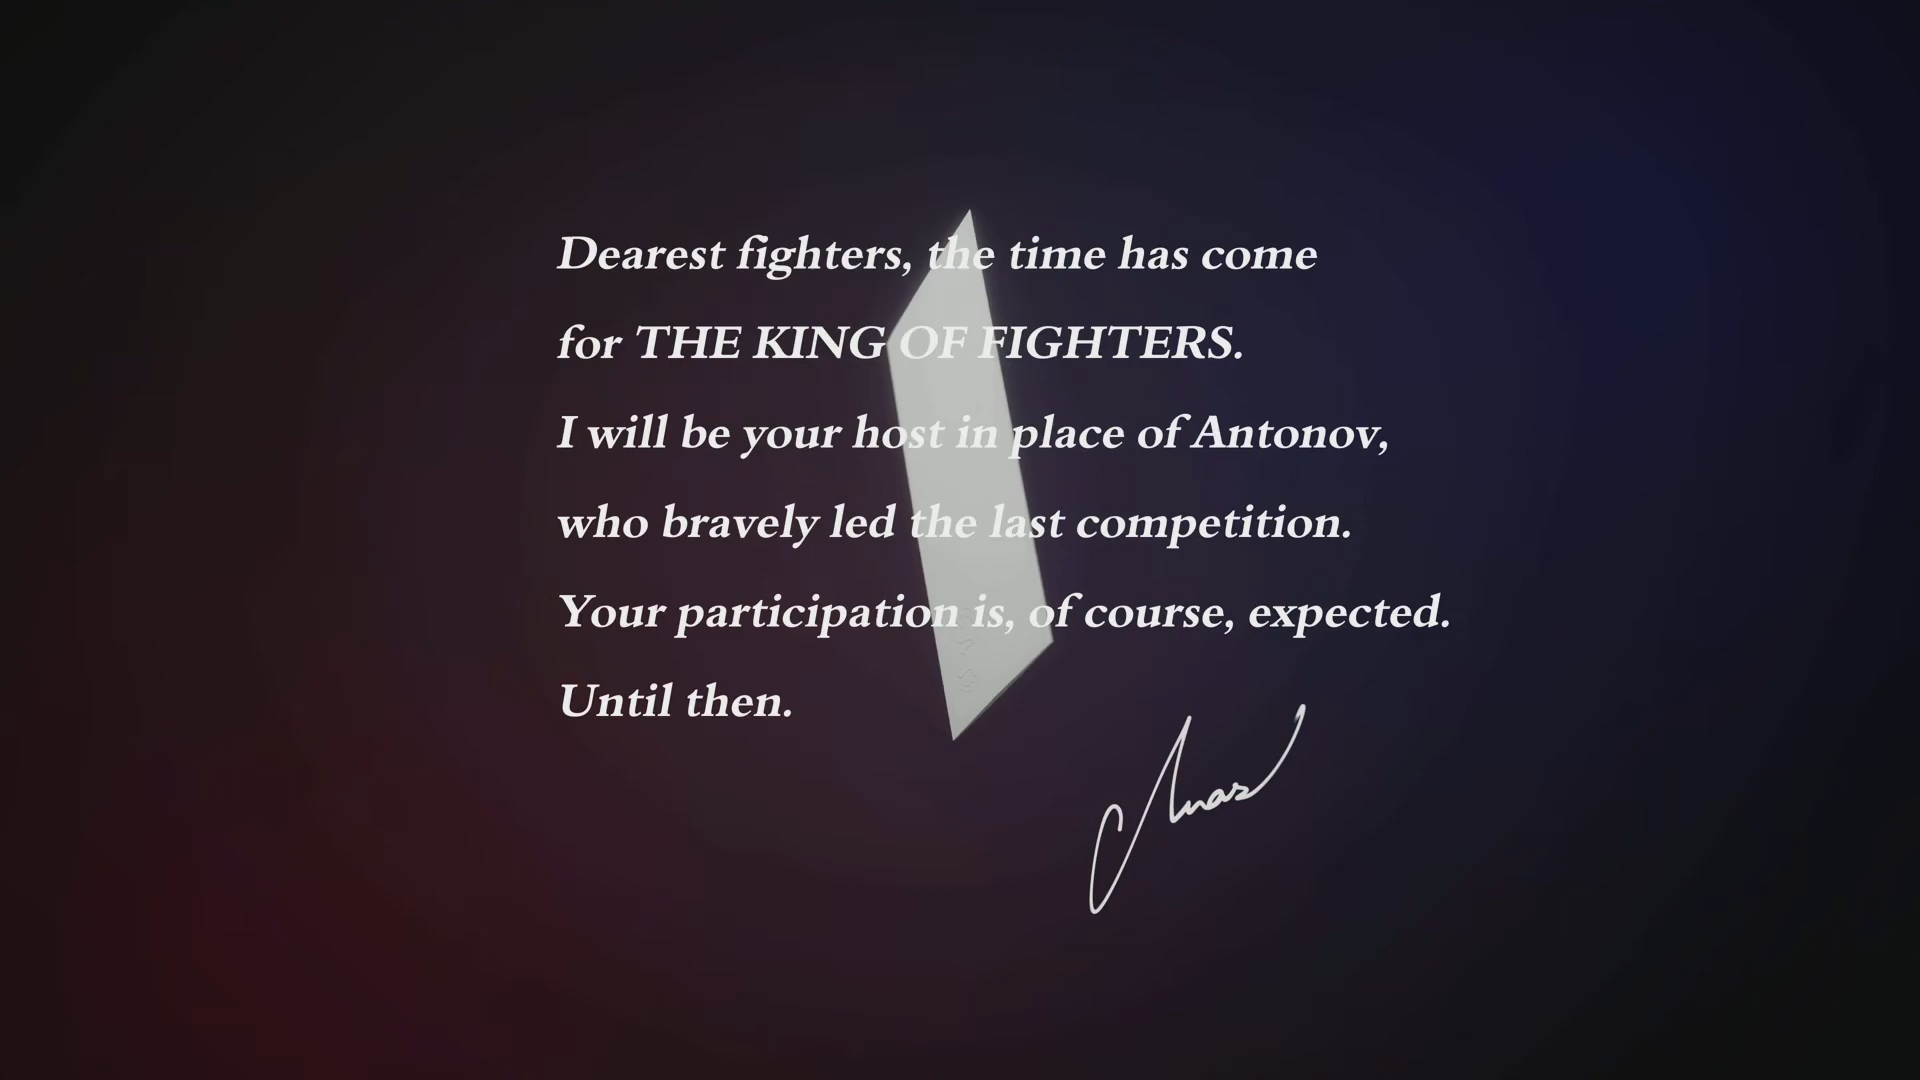 Dearest fighters, the time has come
for THE KING OF FIGHTERS.
I will be your host in place of Antonov,
who bravely led the last competition.
Your participation is, of course, expected.
Until then.